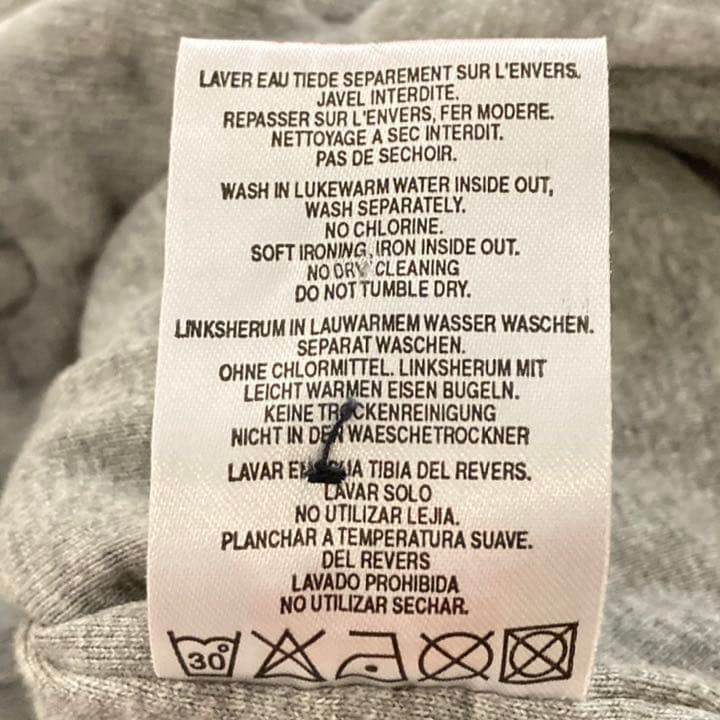 LAVER EAU TIEDE SEPAREMENT SUR L'ENVERS.
JAVEL INTERDITE.
REPASSER SUR L'ENVERS, FER MODERE.
NETTOYAGE A SEC INTERDIT.
PAS DE SECHOIR.
WASH IN LUKEWARM WATER INSIDE OUT,
WASH SEPARATELY.
NO CHLORINE.
SOFT IRONING, IRON INSIDE OUT.
NO DRY CLEANING
DO NOT TUMBLE DRY.
LINKSHERUM IN LAUWARMEM WASSER WASCHEN.
SEPARAT WASCHEN.
OHNE CHLORMITTEL. LINKSHERUM MIT
LEICHT WARMEN EISEN BUGELN.
KEINE TROCKENREINIGUNG
NICHT IN DEN WAESCHETROCKNER
LAVAR TIBIA DEL REVERS.
LAVAR SOLO
NO UTILIZAR LEJIA.
PLANCHAR A TEMPERATURA SUAVE.
DEL REVERS
LAVADO PROHIBIDA
NO UTILIZAR SECHAR.
30°